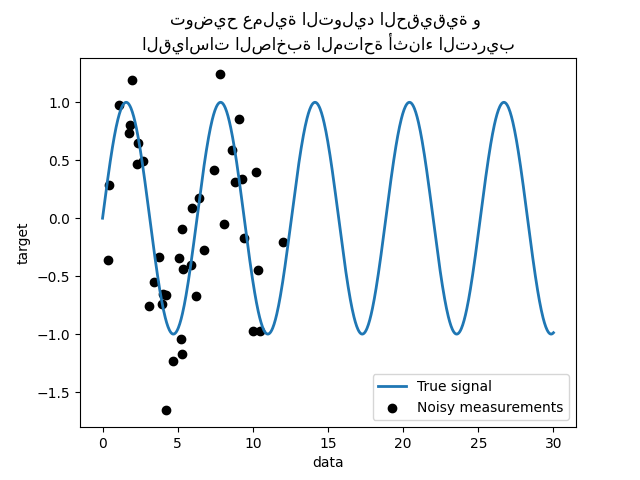 توضيح عملية التوليد الحقيقية و
القياسات الصاخبة المتاحة أثناء التدريب
target
1.0
0.5
0.0
−0.5
−1.0
−1.5
True signal
Noisy measurements
0 5 10 15 20 25 30
data